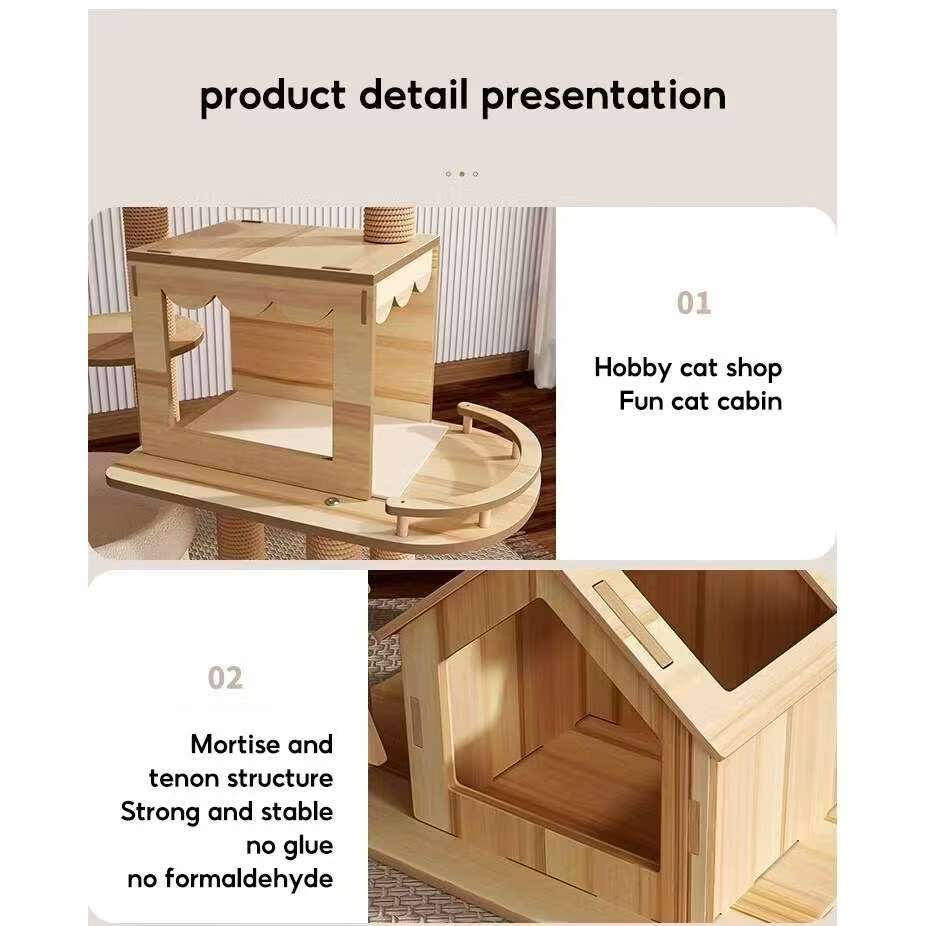 product detail presentation
01
Hobby cat shop
Fun cat cabin
02
Mortise and
tenon structure
Strong and stable
no glue
no formaldehyde